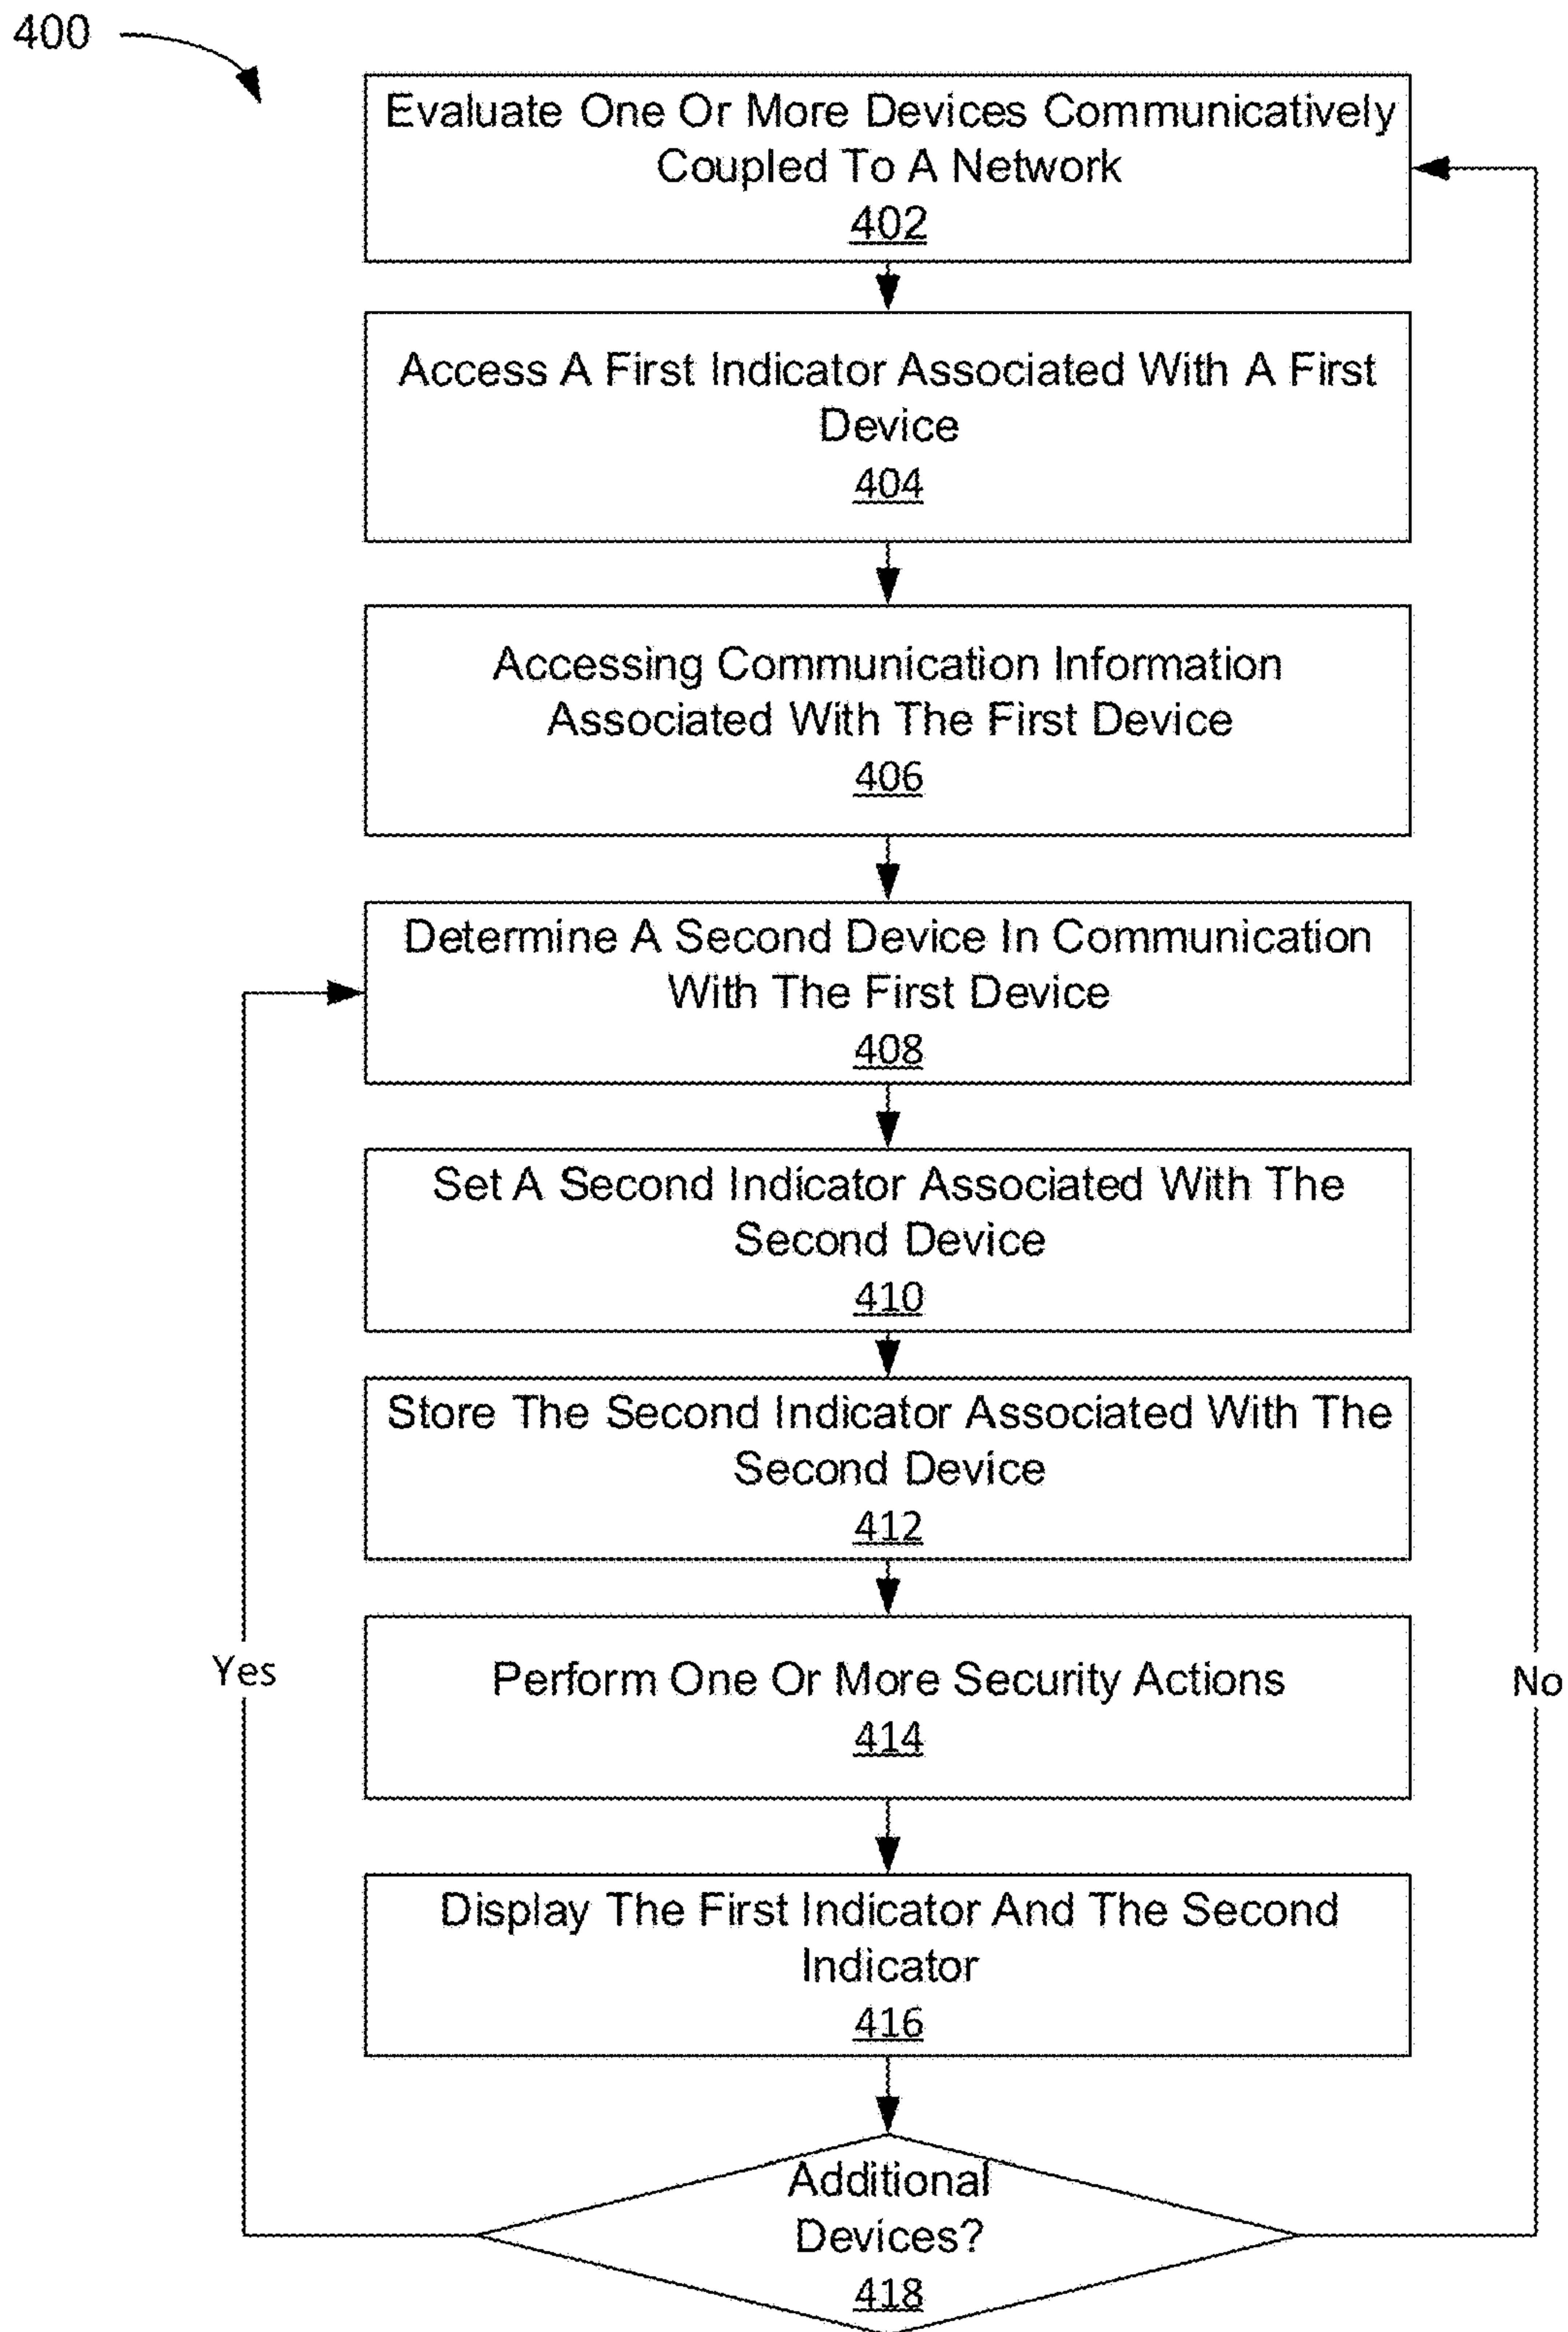 400
Evaluate One Or More Devices Communicatively
Coupled To A Network
402
Access A First Indicator Associated With A First
Device
404
Accessing Communication Information
Associated With The First Device
406
Determine A Second Device In Communication
With The First Device
408
Set A Second Indicator Associated With The
Second Device
410
Store The Second Indicator Associated With The
Second Device
412
Yes
Perform One Or More Security Actions
414
No
Display The First Indicator And The Second
Indicator
416
Additional
Devices?
418